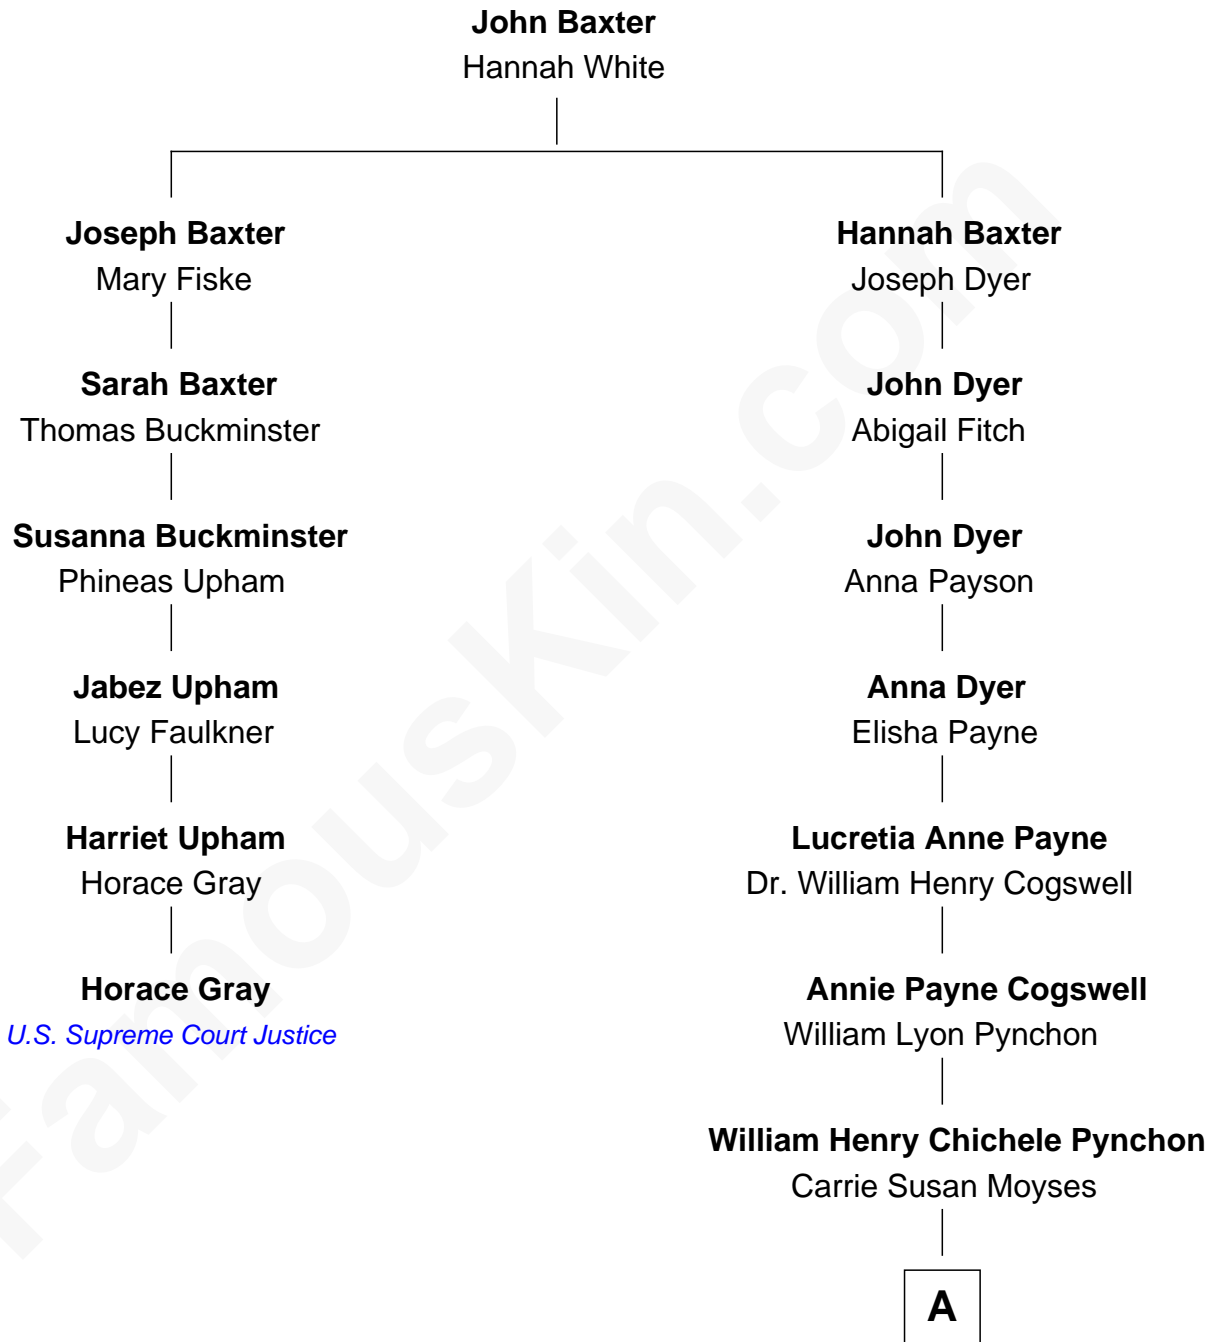 John Baxter
Hannah White
Joseph Baxter
Mary Fiske
Hannah Baxter
Joseph Dyer
Sarah Baxter
Thomas Buckminster
John Dyer
Abigail Fitch
Susanna Buckminster
Phineas Upham
John Dyer
Anna Payson
Jabez Upham
Lucy Faulkner
Anna Dyer
Elisha Payne
Harriet Upham
Horace Gray
Lucretia Anne Payne
Dr. William Henry Cogswell
Horace Gray
U.S. Supreme Court Justice
Annie Payne Cogswell
William Lyon Pynchon
William Henry Chichele Pynchon
Carrie Susan Moyses
A
FamousKin.com